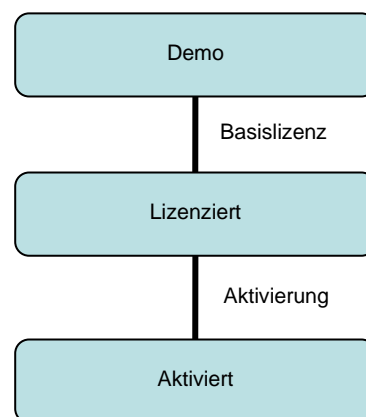 Demo
Basislizenz
Lizenziert
Aktivierung
Aktiviert